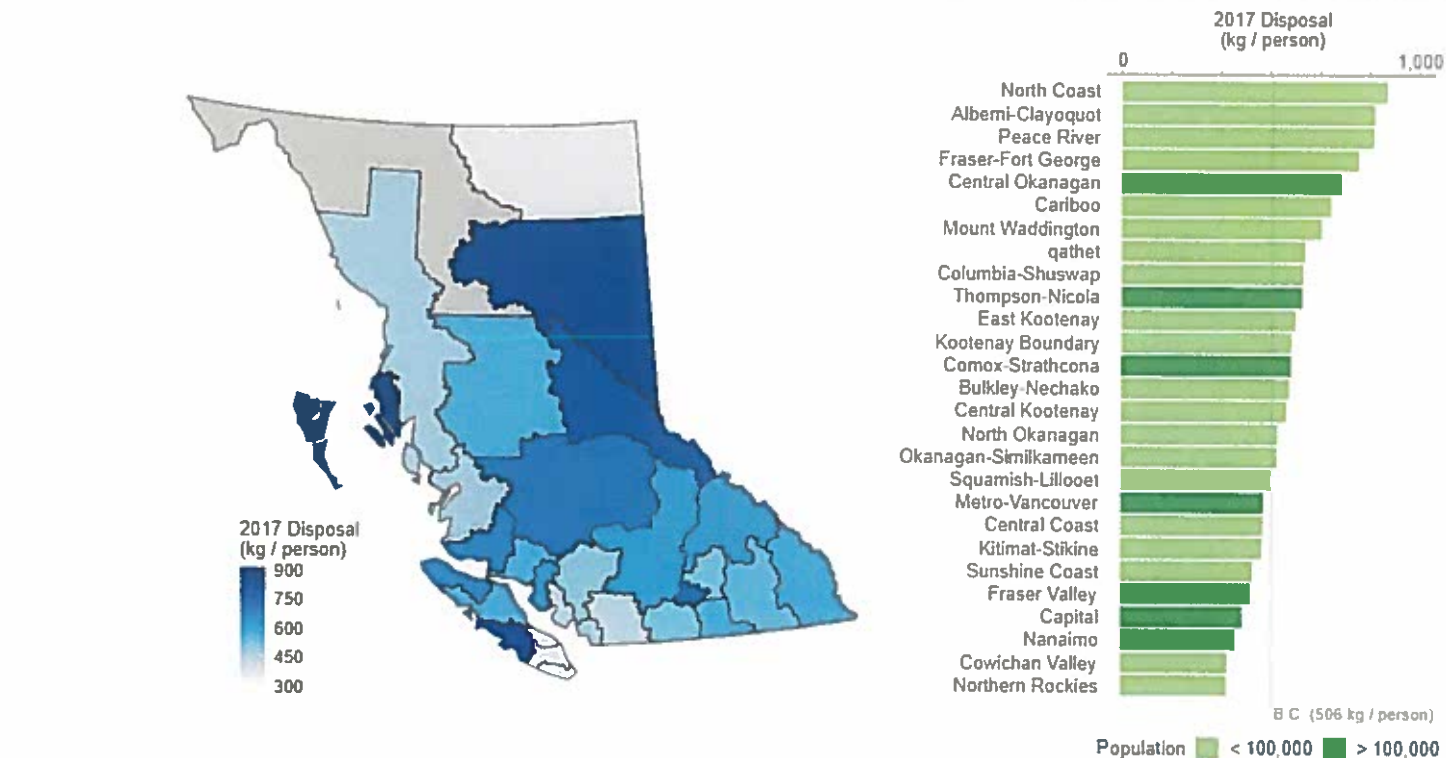 2017 Disposal
(kg / person)
900
750
600
450
300
2017 Disposal
(kg / person)
0
1,000
North Coast
Alberni-Clayoquot
Peace River
Fraser-Fort George
Central Okanagan
Cariboo
Mount Waddington
qathet
Columbia-Shuswap
Thompson-Nicola
East Kootenay
Kootenay Boundary
Comox-Strathcona
Bulkley-Nechako
Central Kootenay
North Okanagan
Okanagan-Similkameen
Squamish-Lillooet
Metro-Vancouver
Central Coast
Kitimat-Stikine
Sunshine Coast
Fraser Valley
Capital
Nanaimo
Cowichan Valley
Northern Rockies
B C (506 kg / person)
Population < 100,000 > 100,000